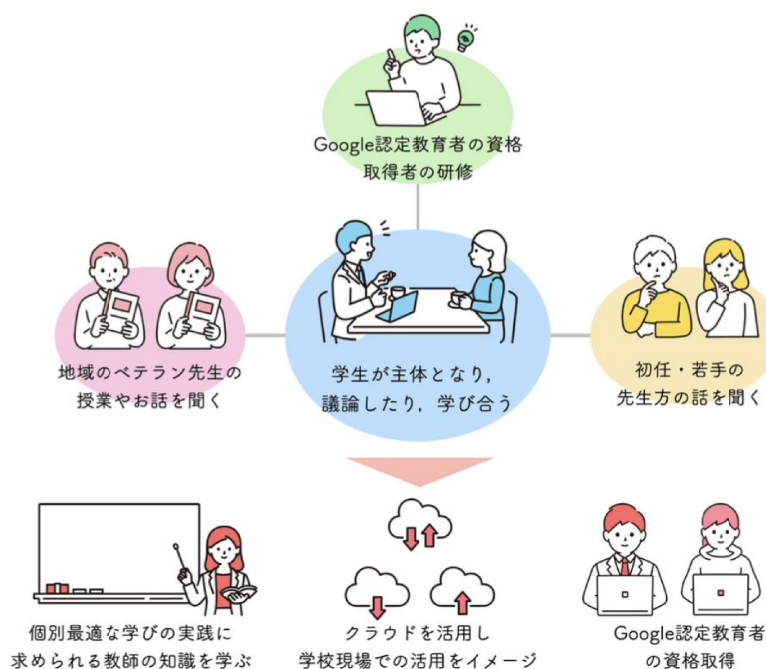 Google認定教育者の資格
取得者の研修
地域のベテラン先生の
授業やお話を聞く
学生が主体となり，
議論したり，学び合う
初任・若手の
先生方の話を聞く
個別最適な学びの実践に
求められる教師の知識を学ぶ
クラウドを活用し
学校現場での活用をイメージ
Google認定教育者
の資格取得